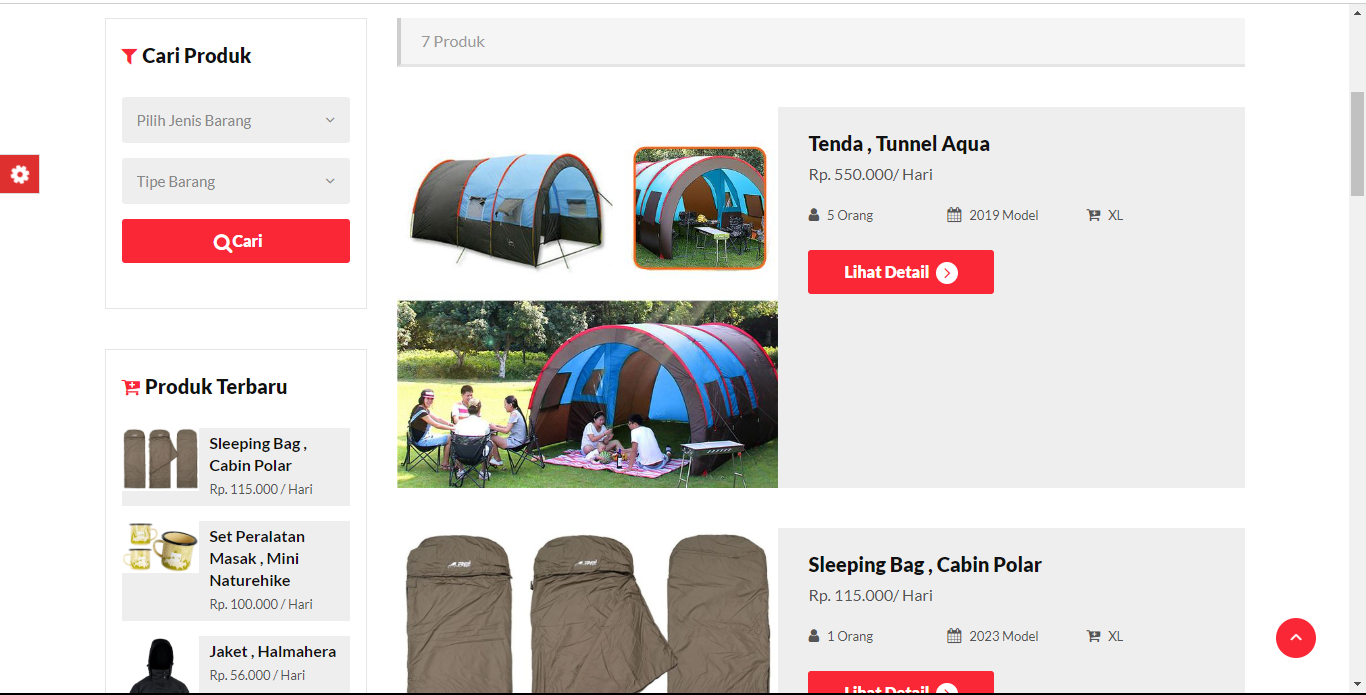 Cari Produk
Pilih Jenis Barang
Tipe Barang
Cari
Produk Terbaru
Sleeping Bag ,
Cabin Polar
Rp. 115.000 / Hari
Set Peralatan
Masak , Mini
Naturehike
Rp. 100.000 / Hari
Jaket , Halmahera
Rp. 56.000 / Hari
7 Produk
Tenda , Tunnel Aqua
Rp. 550.000/ Hari
5 Orang 2019 Model XL
Lihat Detail
Sleeping Bag , Cabin Polar
Rp. 115.000/ Hari
1 Orang 2023 Model XL
Lihat Detail